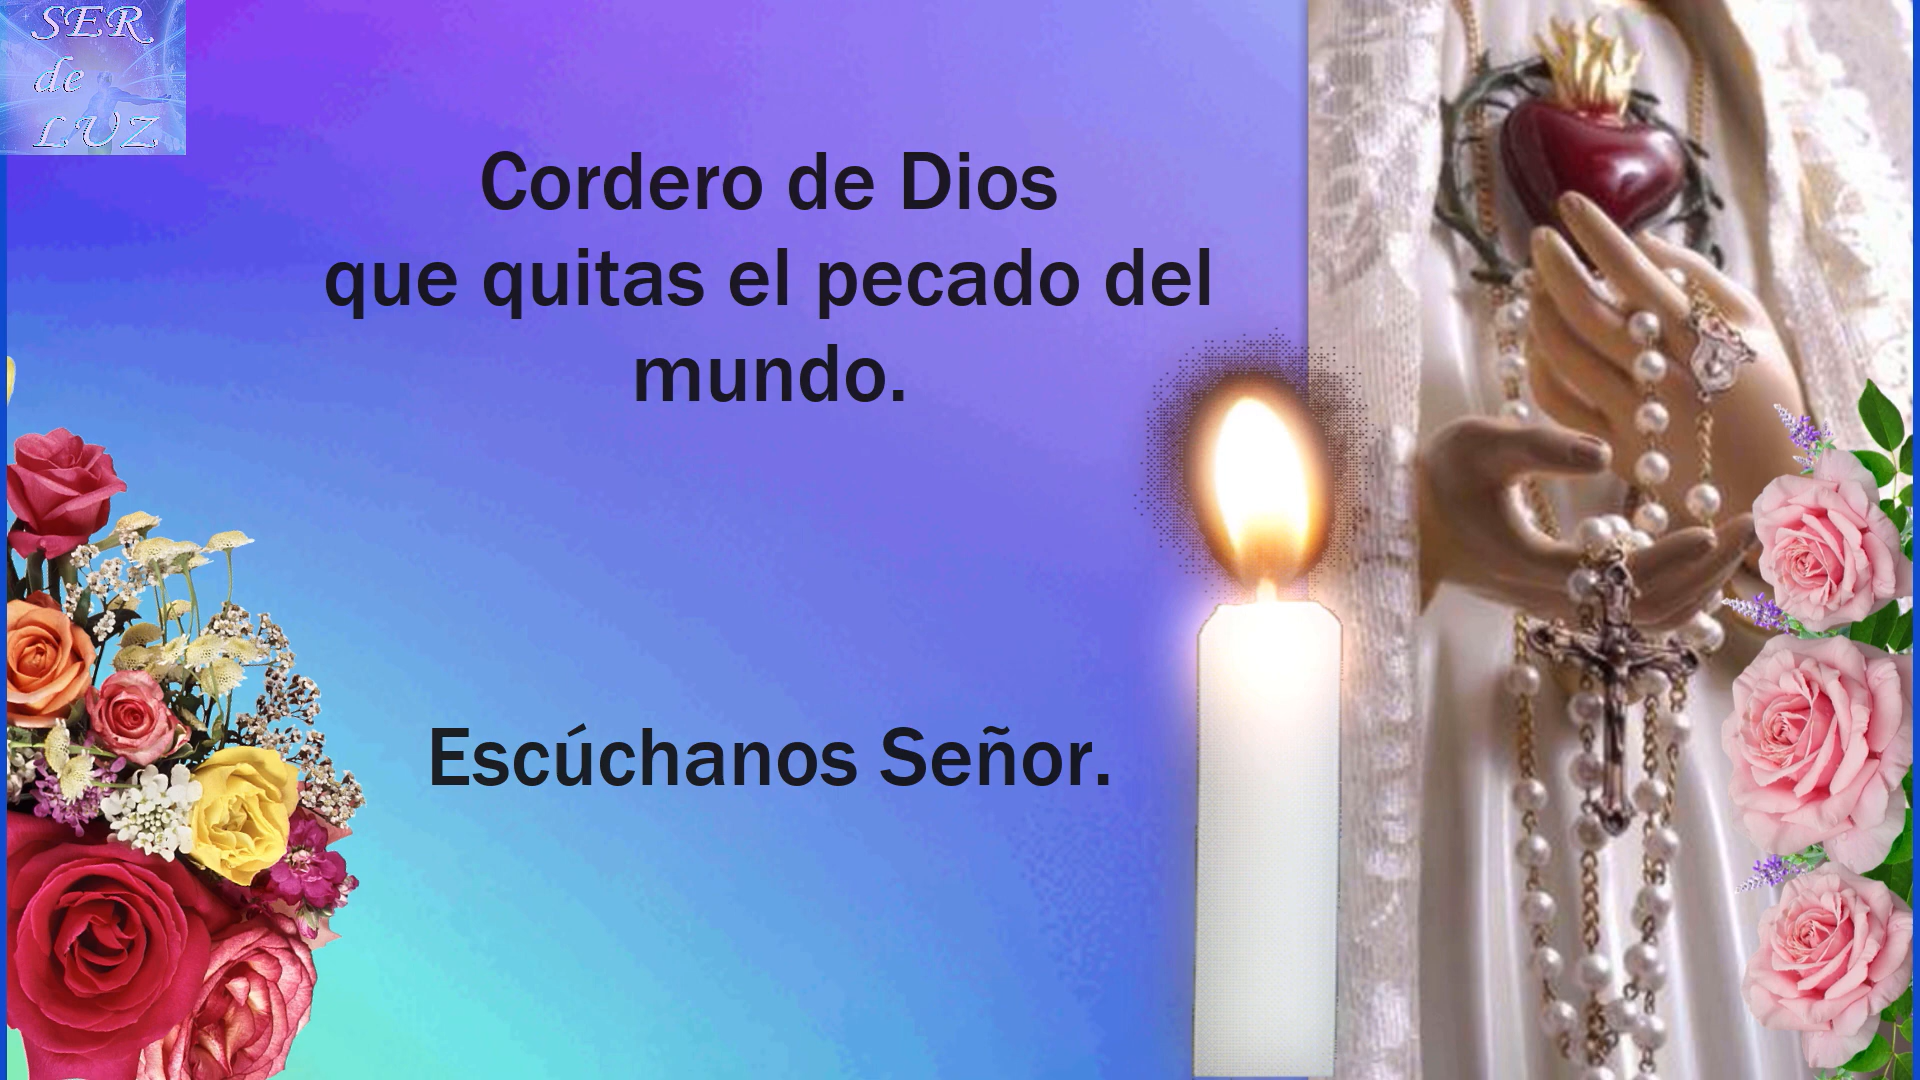 SER
de
LUZ
Cordero de Dios
que quitas el pecado del
mundo.
Escúchanos Señor.